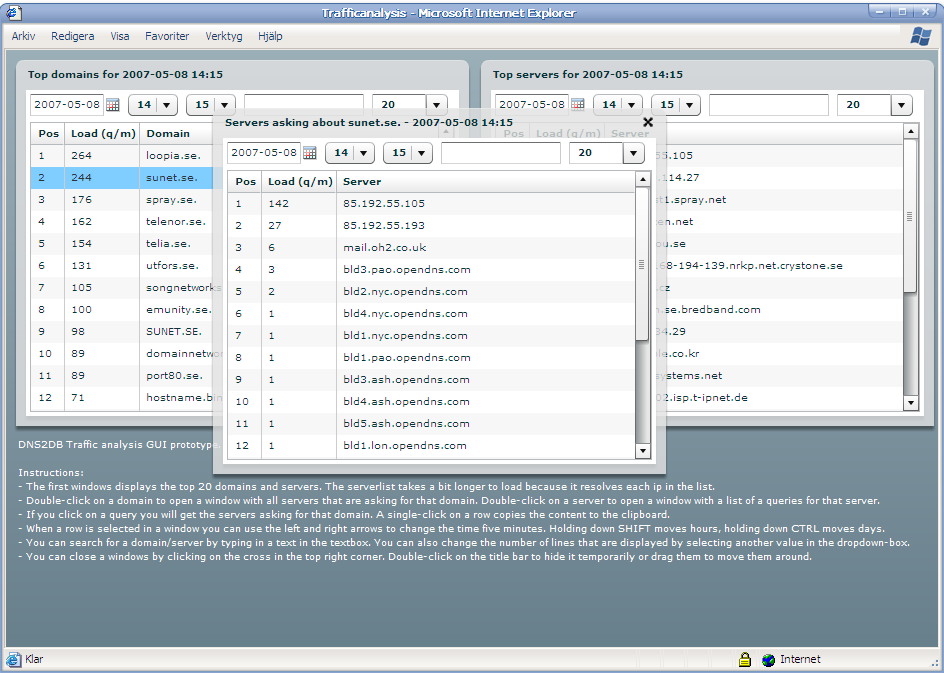 Trafficanalysis - Microsoft Internet Explorer
Arkiv Redigera Visa Favoriter Verktyg Hjälp
Top domains for 2007-05-08 14:15
2007-05-08 14 15 20
Pos Load (q/m) Domain
1 264 loopia.se.
2 244 sunet.se.
3 176 spray.se.
4 162 telenor.se.
5 154 telia.se.
6 131 utfors.se.
7 105 songnetworks
8 100 emunity.se.
9 98 SUNET.SE.
10 89 domainnetwo
11 89 port80.se.
12 71 hostname.bin
Servers asking about sunet.se. - 2007-05-08 14:15
2007-05-08 14 15 20
Pos Load (q/m) Server
1 142 85.192.55.105
2 27 85.192.55.193
3 6 mail.oh2.co.uk
4 3 bld3.pao.opendns.com
5 2 bld2.nyc.opendns.com
6 1 bld4.nyc.opendns.com
7 1 bld1.nyc.opendns.com
8 1 bld1.pao.opendns.com
9 1 bld3.ash.opendns.com
10 1 bld4.ash.opendns.com
11 1 bld5.ash.opendns.com
12 1 bld1.lon.opendns.com
Top servers for 2007-05-08 14:15
2007-05-08 14 15 20
Pos Load (q/m) Server
55.105
.114.27
st1.spray.net
en.net
ou.se
68-194-139.nrkp.net.crystone.se
.cz
n.se.bredband.com
34.29
le.co.kr
systems.net
02.isp.t-ipnet.de
DNS2DB Traffic analysis GUI prototype.
Instructions:
- The first windows displays the top 20 domains and servers. The serverlist takes a bit longer to load because it resolves each ip in the list.
- Double-click on a domain to open a window with all servers that are asking for that domain. Double-click on a server to open a window with a list of queries for that server.
- If you click on a query you will get the servers asking for that domain. A single-click on a row copies the content to the clipboard.
- When a row is selected in a window you can use the left and right arrows to change the time five minutes. Holding down SHIFT moves hours, holding down CTRL moves days.
- You can search for a domain/server by typing in a text in the textbox. You can also change the number of lines that are displayed by selecting another value in the dropdown-box.
- You can close a windows by clicking on the cross in the top right corner. Double-click on the title bar to hide it temporarily or drag them to move them around.
Klar
Internet